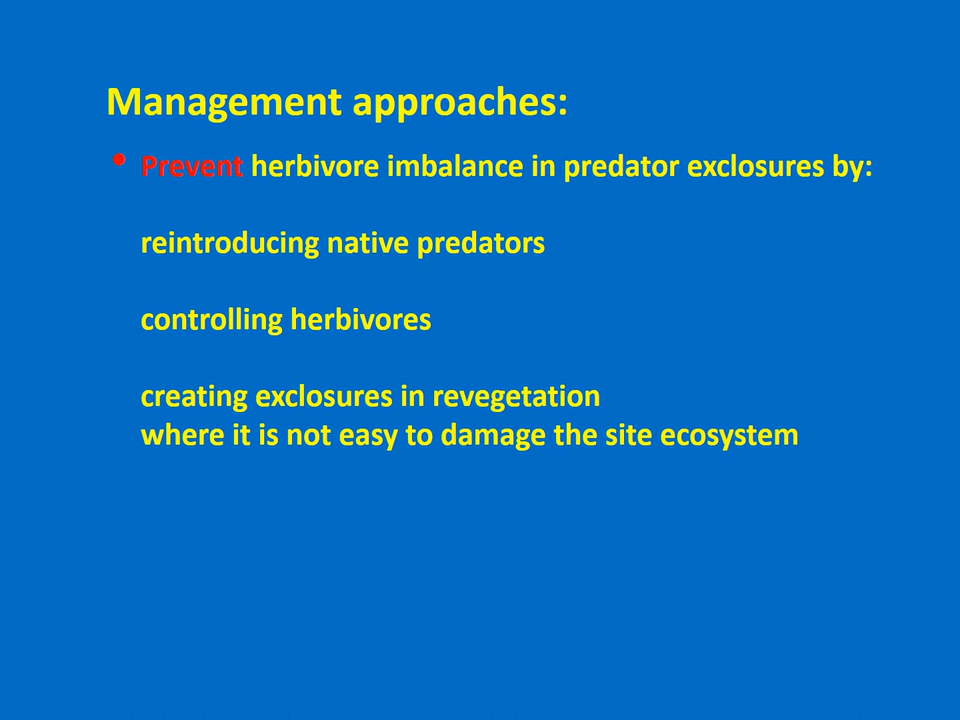 Management approaches:
• Prevent herbivore imbalance in predator exclosures by:
reintroducing native predators
controlling herbivores
creating exclosures in revegetation
where it is not easy to damage the site ecosystem